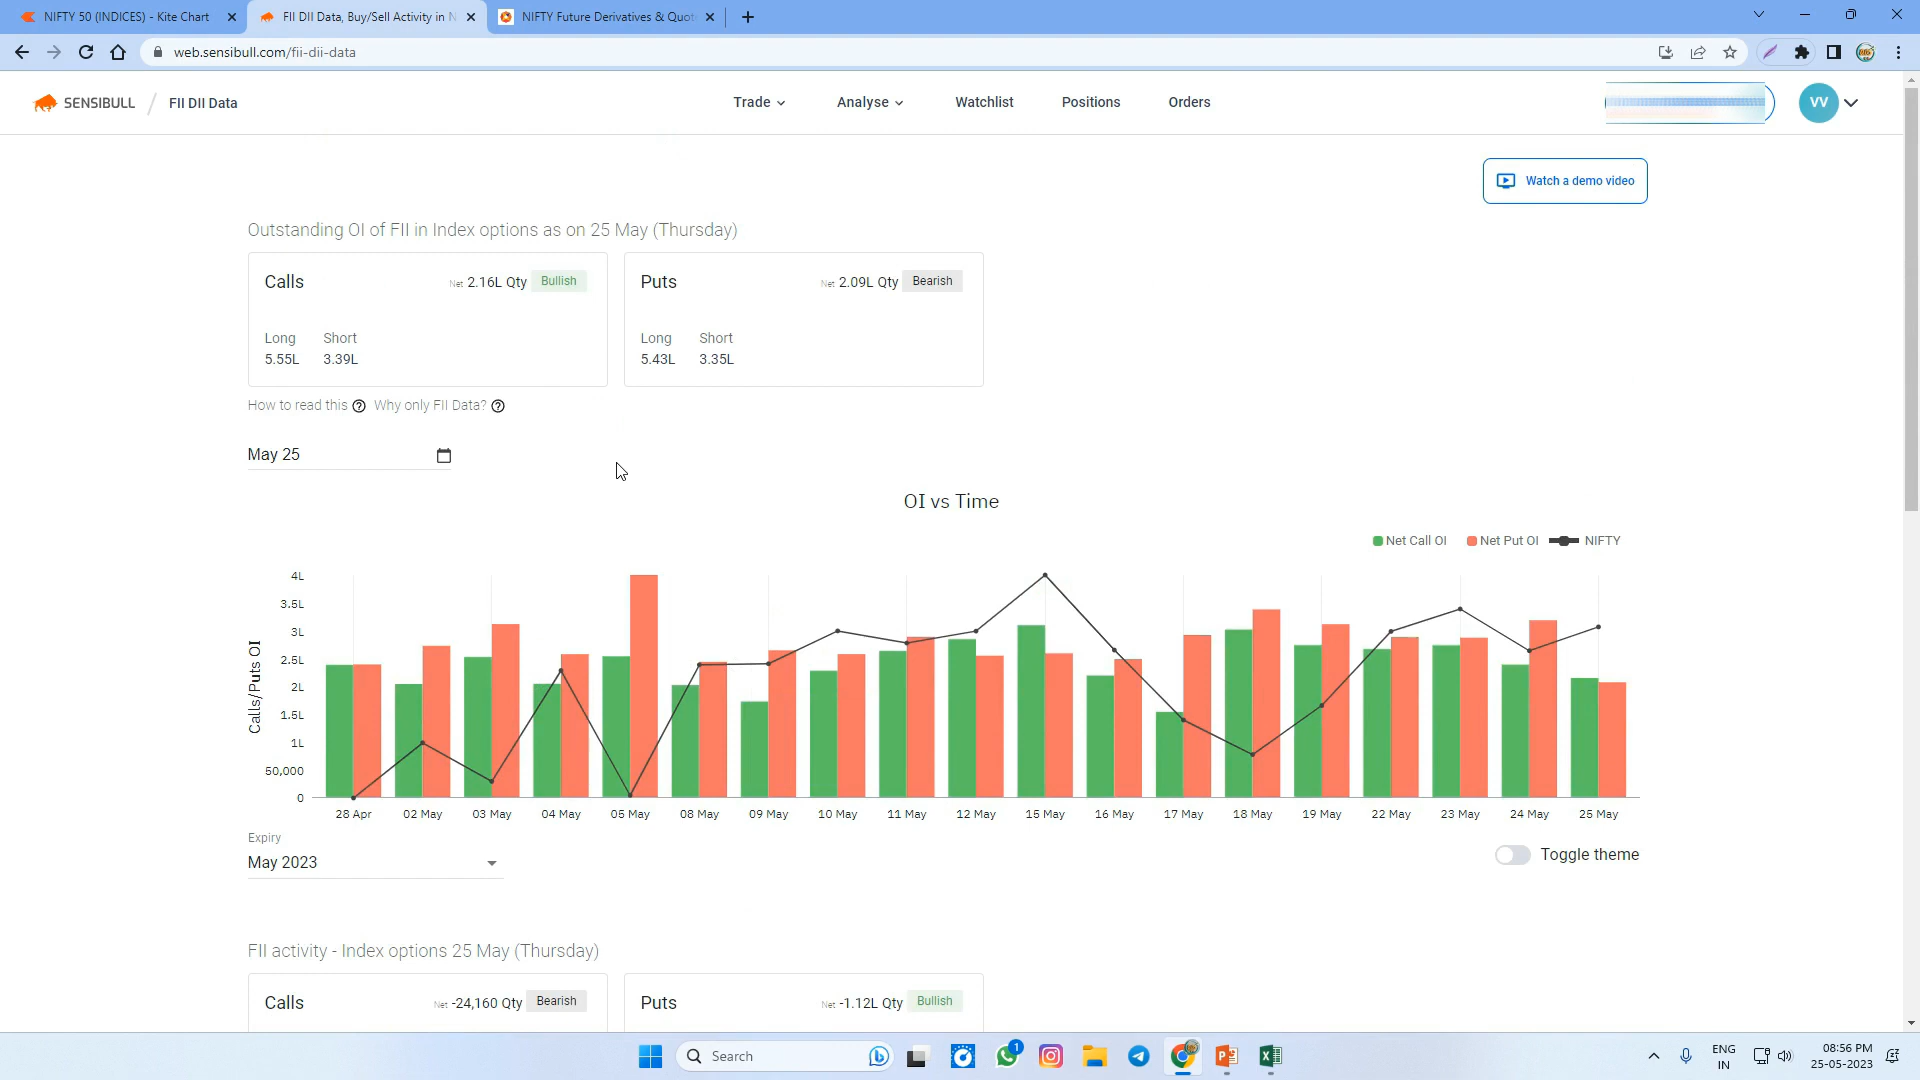 NIFTY 50 (INDICES) - Kite Chart
FII DII Data, Buy/Sell Activity in N
NIFTY Future Derivatives & Quot
web.sensibull.com/fii-dii-data
SENSIBULL / FII DII Data
Trade
Analyse
Watchlist
Positions
Orders
VV
Watch a demo video
Outstanding OI of FII in Index options as on 25 May (Thursday)
Calls Net 2.16L Qty Bullish
Long Short
5.55L 3.39L
Puts Net 2.09L Qty Bearish
Long Short
5.43L 3.35L
How to read this ? Why only FII Data? ?
May 25
OI vs Time
Net Call OI Net Put OI NIFTY
Calls/Puts OI
4L
3.5L
3L
2.5L
2L
1.5L
1L
50,000
0
28 Apr 02 May 03 May 04 May 05 May 08 May 09 May 10 May 11 May 12 May 15 May 16 May 17 May 18 May 19 May 22 May 23 May 24 May 25 May
Expiry
May 2023
Toggle theme
FII activity - Index options 25 May (Thursday)
Calls Net -24,160 Qty Bearish
Puts Net -1.12L Qty Bullish
Search
1
ENG
IN
08:56 PM
25-05-2023